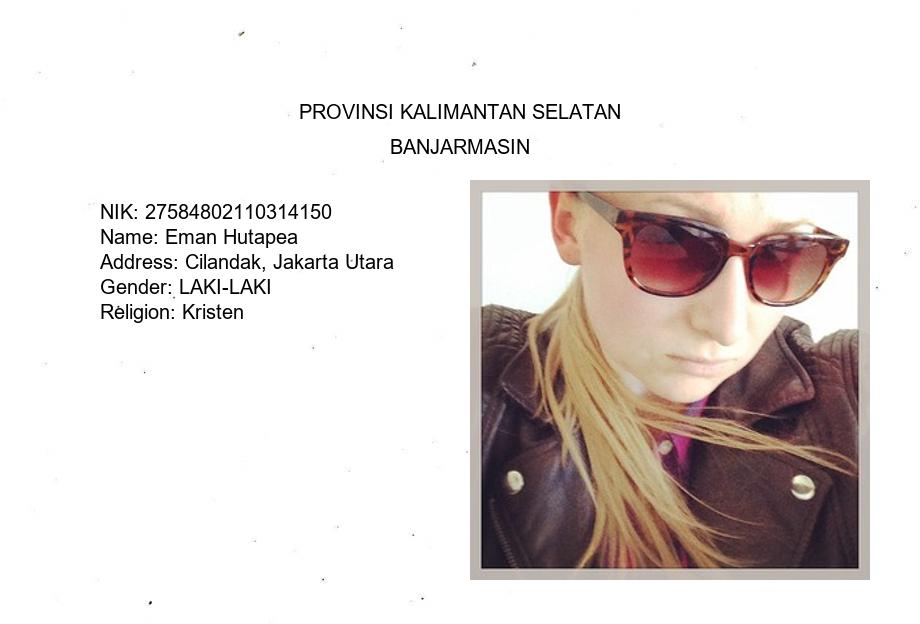 PROVINSI KALIMANTAN SELATAN
BANJARMASIN
NIK: 27584802110314150
Name: Eman Hutapea
Address: Cilandak, Jakarta Utara
Gender: LAKI-LAKI
Religion: Kristen